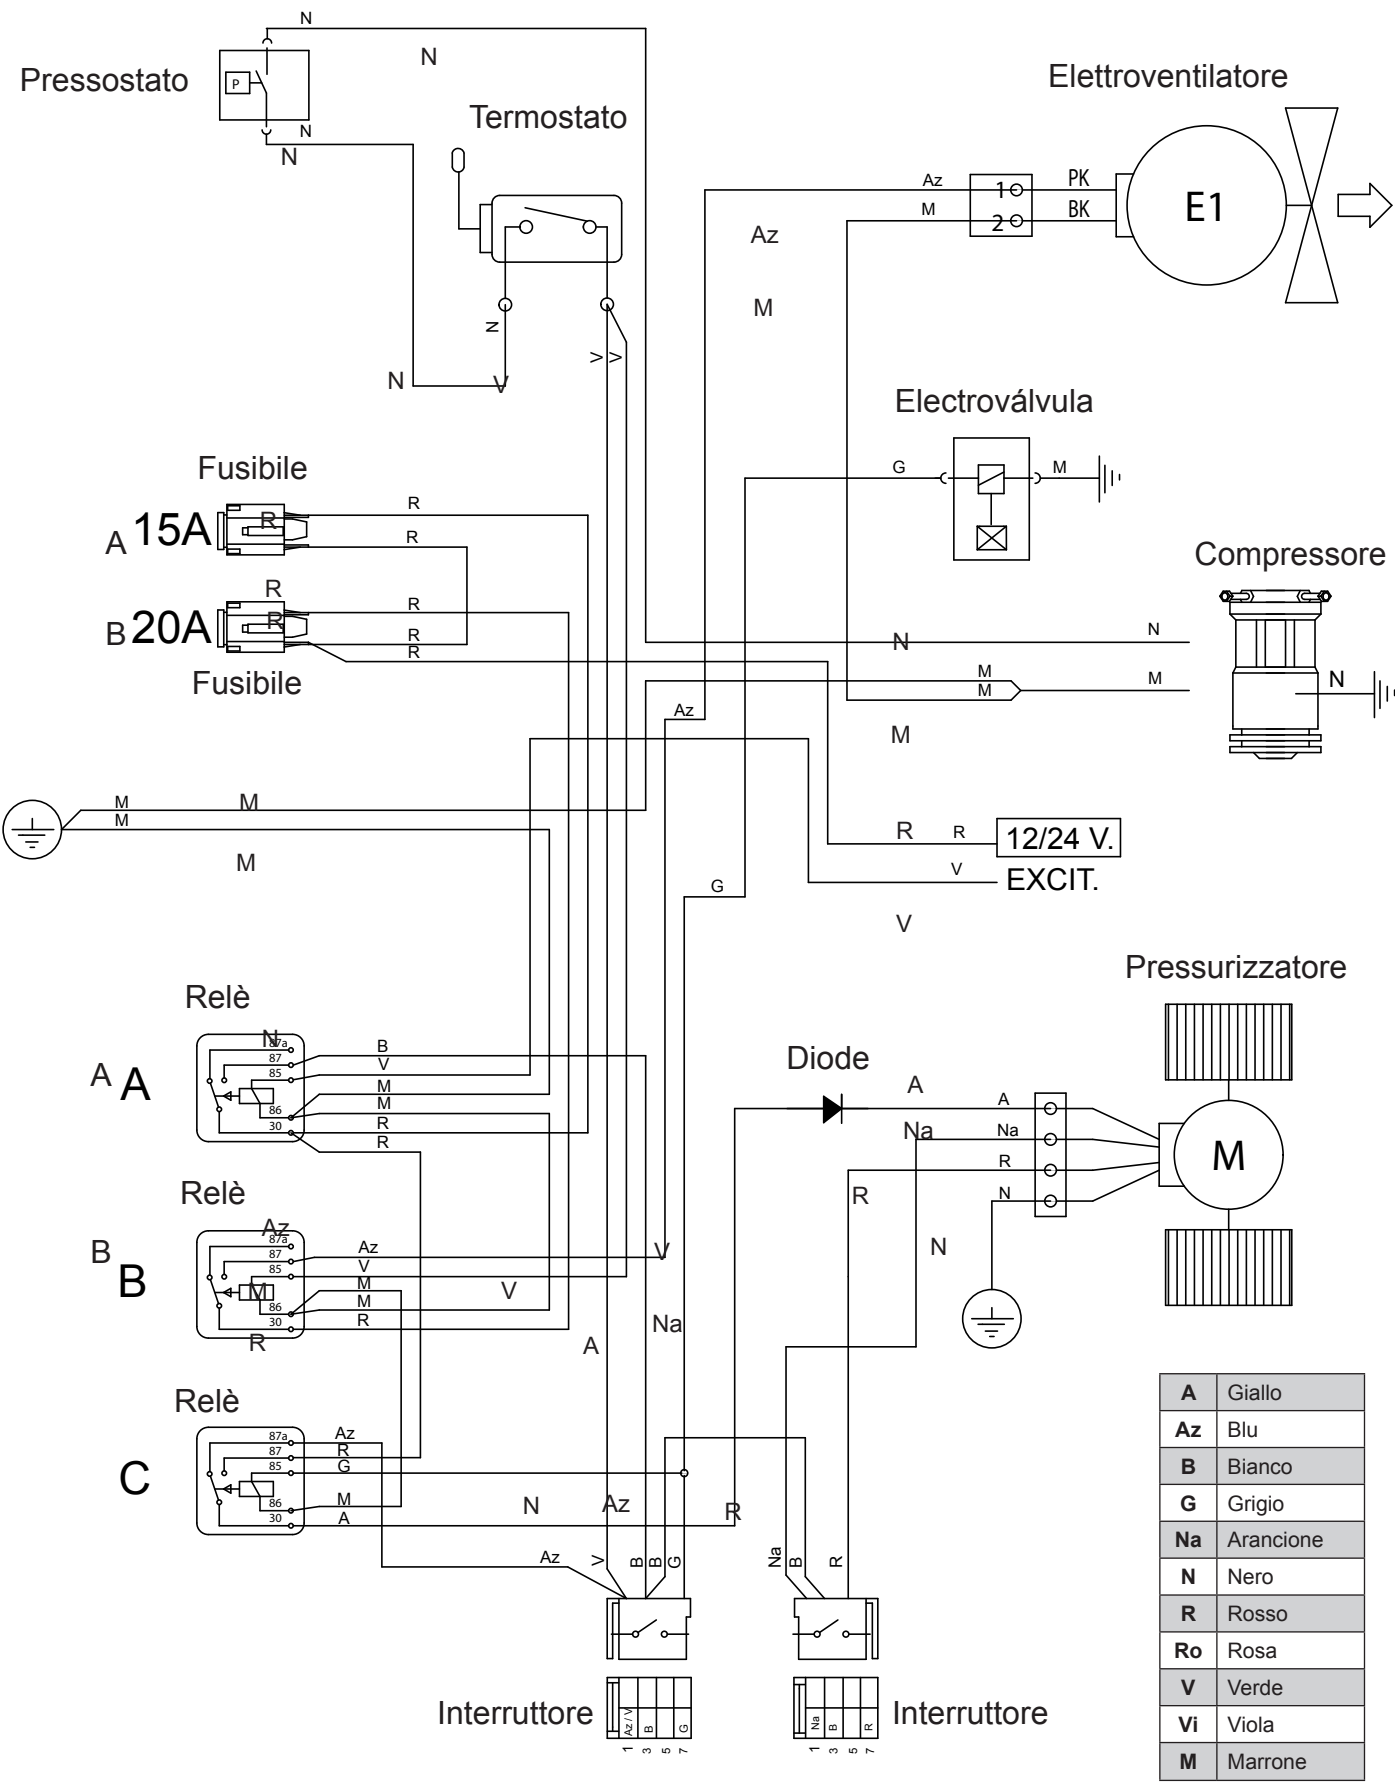 N
N
Pressostato
P
N
N
Termostato
Elettroventilatore
Az
PK
1
E1
M
BK
2
Az
M
N
V
V
N
V
Electroválvula
G
M
Fusibile
A 15A
R
R
R
Compressore
R
B 20A
R
R
R
R
Fusibile
N
N
M
M
M
N
Az
M
M
M
M
M
R
R
12/24 V.
V
EXCIT.
G
V
Pressurizzatore
Relè
N
87a
87
85
86
30
B
V
M
M
R
R
A A
Diode
A
A
Na
Na
R
N
M
R
N
Relè
Az
87a
87
85
86
30
Az
V
M
M
R
B B
M
R
V
V
Na
A
Relè
87a
87
85
86
30
Az
R
G
M
A
C
N
Az
R
Az
V
B
B
G
Na
B
R
Interruttore
Az / V
B
G
1
3
5
7
Na
B
R
1
3
5
7
Interruttore
A Giallo
Az Blu
B Bianco
G Grigio
Na Arancione
N Nero
R Rosso
Ro Rosa
V Verde
Vi Viola
M Marrone